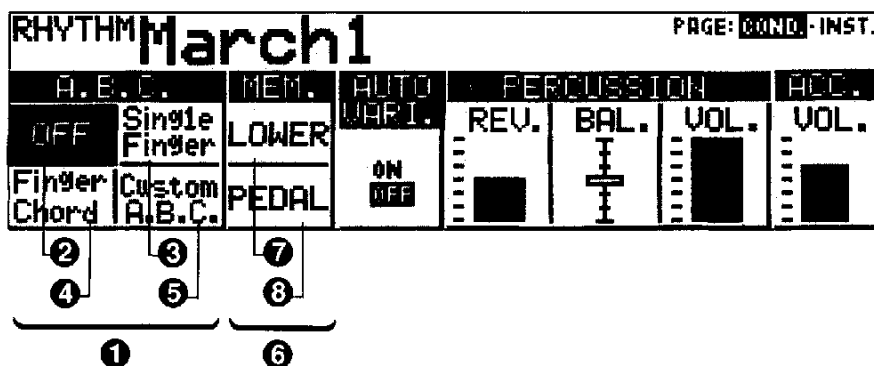 RHYTHM March1 PAGE: COND. · INST.
A.B.C. MEM. AUTO VARI. PERCUSSION ACC.
OFF Single Finger LOWER REV. BAL. VOL. VOL.
Finger Chord Custom A.B.C. PEDAL ON OFF
2 3 7
4 5 8
1 6